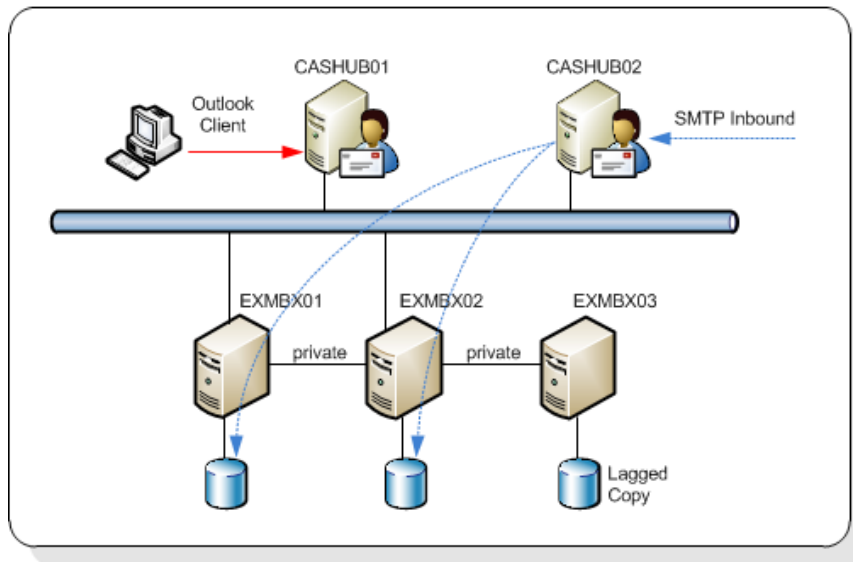 CASHUB01
CASHUB02
Outlook
Client
SMTP Inbound
EXMBX01
EXMBX02
EXMBX03
private
private
Lagged
Copy